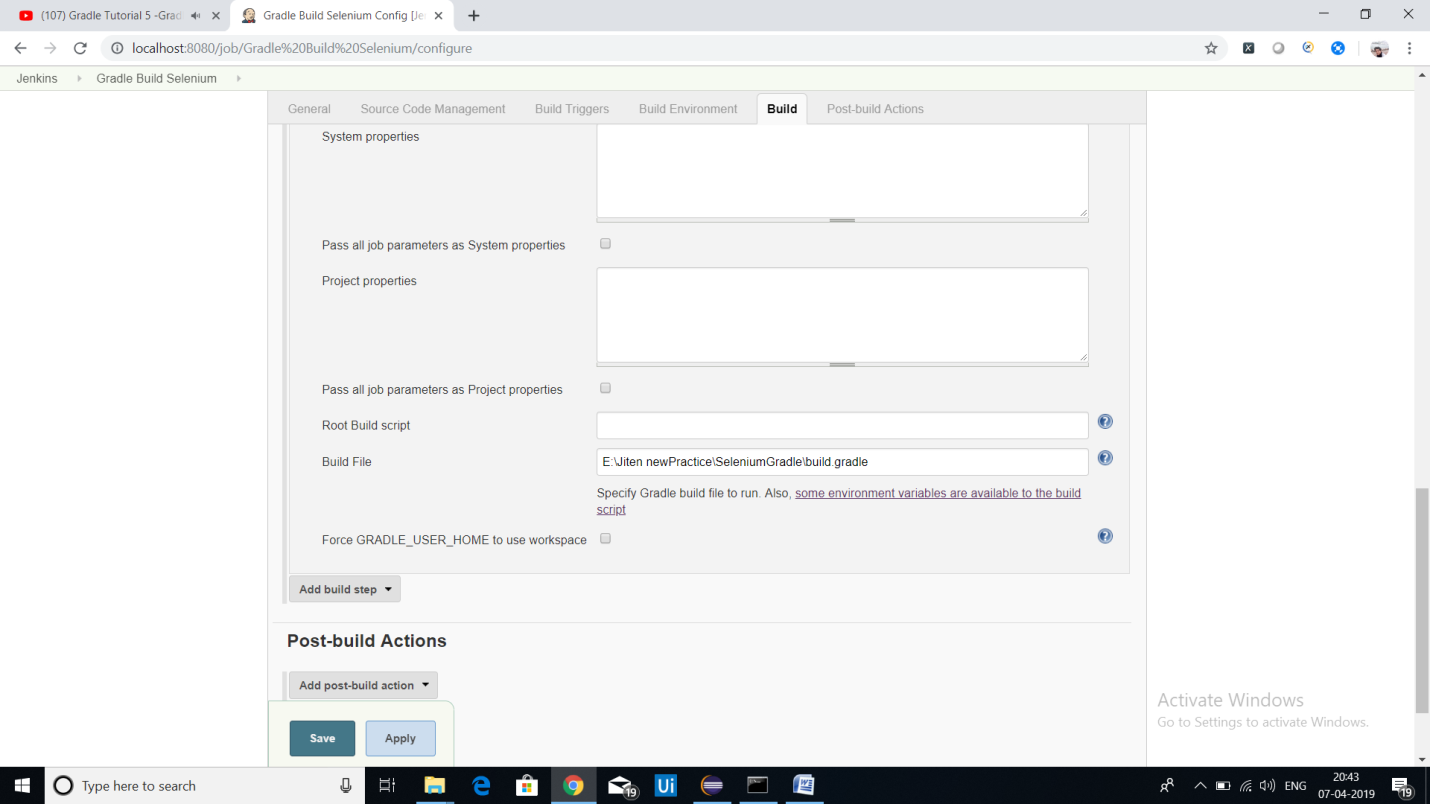 (107) Gradle Tutorial 5 -Grad
Gradle Build Selenium Config [Je
localhost:8080/job/Gradle%20Build%20Selenium/configure
Jenkins
Gradle Build Selenium
General
Source Code Management
Build Triggers
Build Environment
Build
Post-build Actions
System properties
Pass all job parameters as System properties
Project properties
Pass all job parameters as Project properties
Root Build script
Build File
E:\Jiten newPractice\SeleniumGradle\build.gradle
Specify Gradle build file to run. Also, some environment variables are available to the build
script
Force GRADLE_USER_HOME to use workspace
Add build step
Post-build Actions
Add post-build action
Save
Apply
Activate Windows
Go to Settings to activate Windows.
Type here to search
19
Ui
ENG
20:43
07-04-2019
19